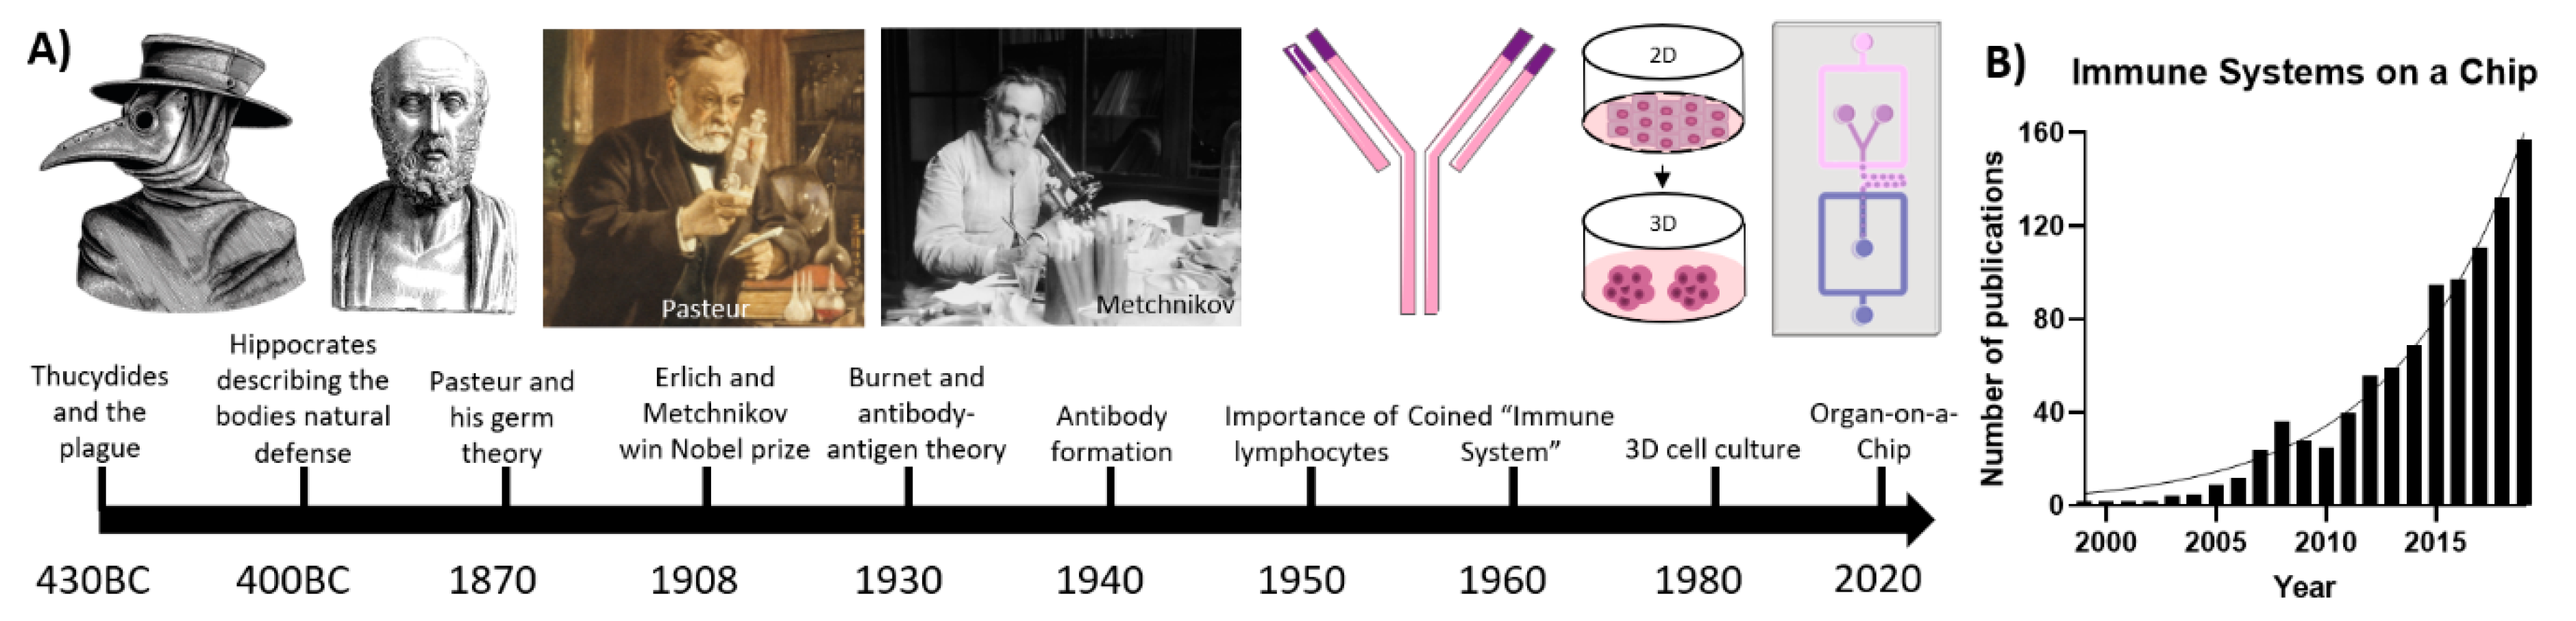 A)
Pasteur
Metchnikov
2D
3D
Thucydides
and the
plague
Hippocrates
describing the
bodies natural
defense
Pasteur and
his germ
theory
Erlich and
Metchnikov
win Nobel prize
Burnet and
antibody-
antigen theory
Antibody
formation
Importance of
lymphocytes
Coined “Immune
System”
3D cell culture
Organ-on-a-
Chip
430BC
400BC
1870
1908
1930
1940
1950
1960
1980
2020
B)
Immune Systems on a Chip
Number of publications
160
120
80
40
0
2000
2005
2010
2015
Year